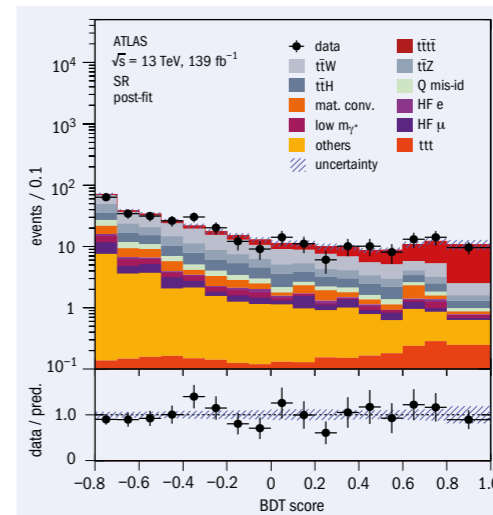 ATLAS
√s = 13 TeV, 139 fb⁻¹
SR
post-fit
data
tt̄W
tt̄H
mat. conv.
low mγ*
others
uncertainty
tt̄tt̄
tt̄Z
Q mis-id
HF e
HF μ
ttt
events / 0.1
10⁴
10³
10²
10
1
10⁻¹
data / pred.
1.0
0
−0.8 −0.6 −0.4 −0.2 0 0.2 0.4 0.6 0.8 1.0
BDT score